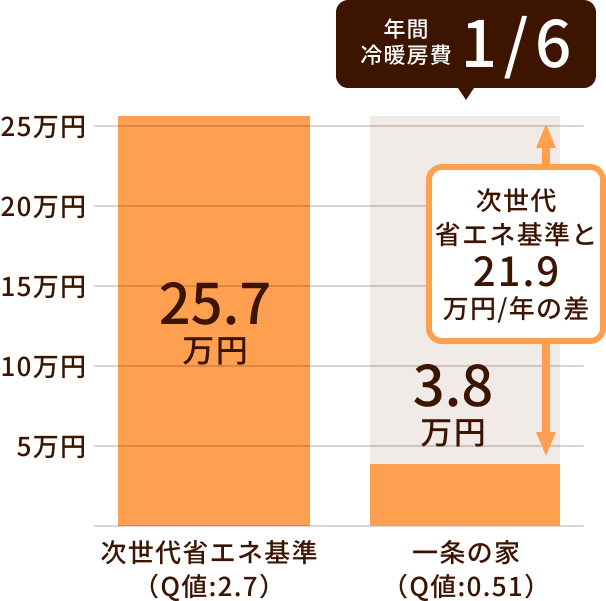 年間
冷暖房費
1/6
25万円
20万円
15万円
10万円
5万円
25.7
万円
3.8
万円
次世代
省エネ基準と
21.9
万円/年の差
次世代省エネ基準
（Q値:2.7）
一条の家
（Q値:0.51）